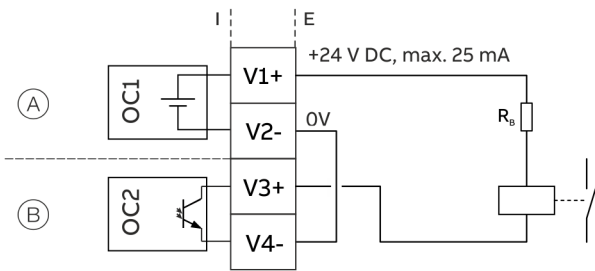 I E
+24 V DC, max. 25 mA
A
OC1
V1+
V2-
0V
R_B
B
OC2
V3+
V4-